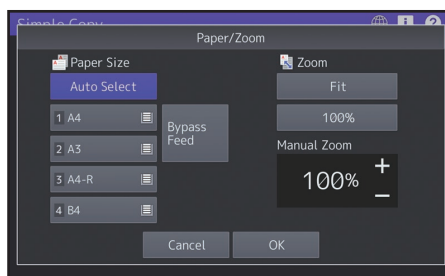 Simple Copy
Paper/Zoom
Paper Size
Auto Select
1 A4
2 A3
3 A4-R
4 B4
Bypass
Feed
Zoom
Fit
100%
Manual Zoom
100%
+
−
Cancel
OK